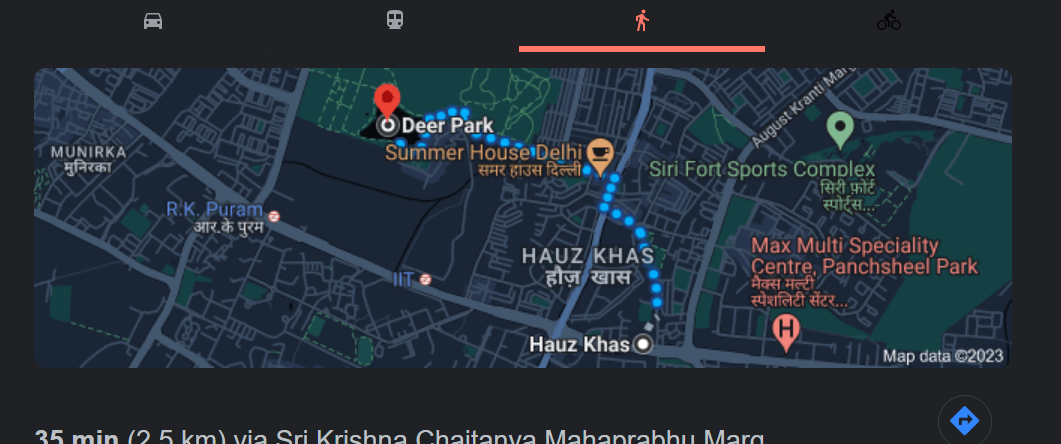 Deer Park
August Kranti Marg
MUNIRKA
मुनिरका
Summer House Delhi
समर हाउस दिल्ली
Siri Fort Sports Complex
सिरी फ़ोर्ट
स्पोर्ट्स...
R.K. Puram
आर.के पुरम
HAUZ KHAS
हौज़ खास
Max Multi Speciality
Centre, Panchsheel Park
मैक्स मल्टी
स्पेशलिटी सेंटर...
IIT
H
Hauz Khas
Map data ©2023
35 min (2.5 km) via Sri Krishna Chaitanya Mahaprabhu Marg